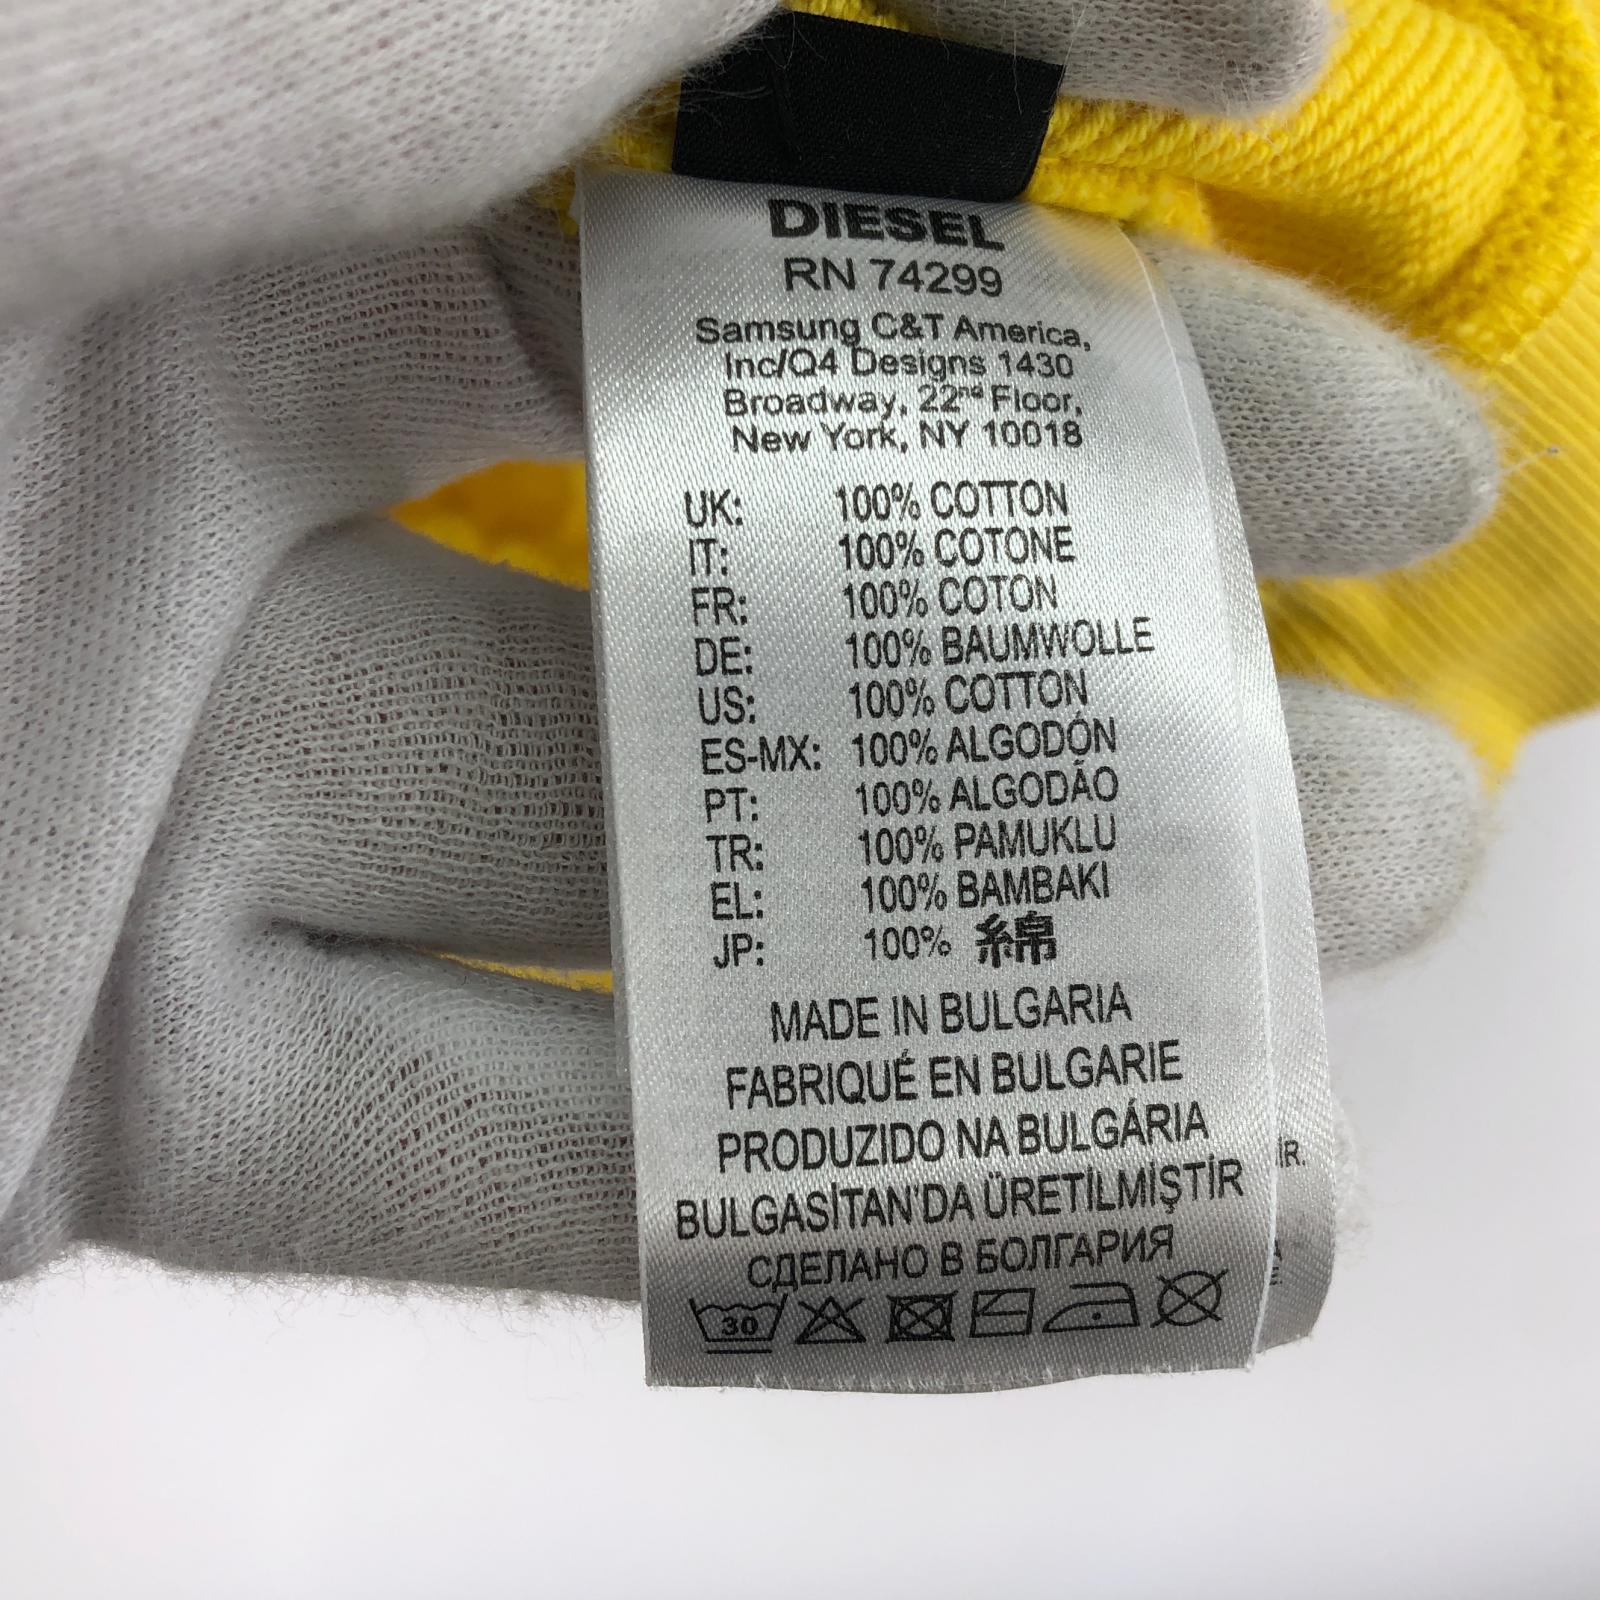 DIESEL
RN 74299
Samsung C&T America,
Inc/Q4 Designs 1430
Broadway, 22nd Floor,
New York, NY 10018
UK: 100% COTTON
IT: 100% COTONE
FR: 100% COTON
DE: 100% BAUMWOLLE
US: 100% COTTON
ES-MX: 100% ALGODÓN
PT: 100% ALGODÃO
TR: 100% PAMUKLU
EL: 100% BAMBAKI
JP: 100% 綿
MADE IN BULGARIA
FABRIQUÉ EN BULGARIE
PRODUZIDO NA BULGÁRIA
BULGASİTAN'DA ÜRETİLMİŞTİR
СДЕЛАНО В БОЛГАРИЯ
30